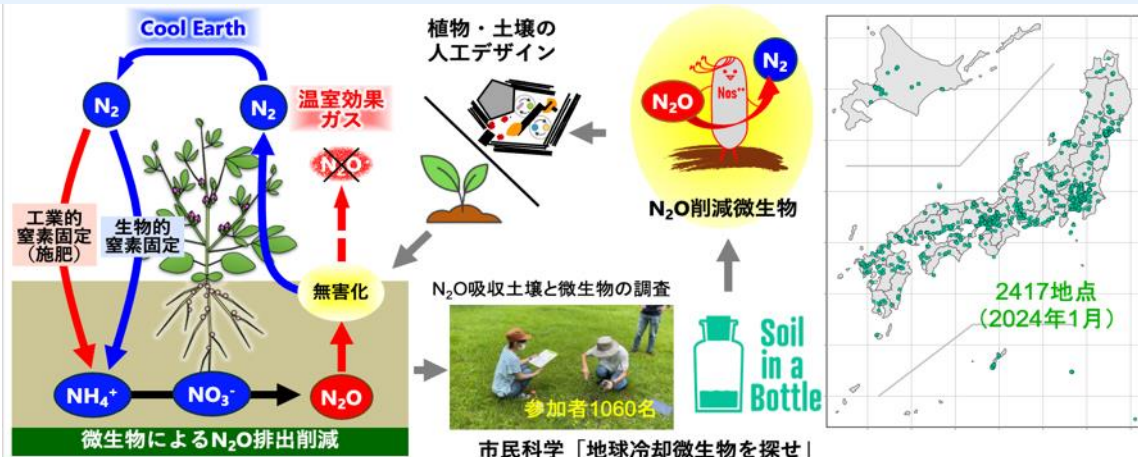 Cool Earth
N₂
N₂
温室効果
ガス
N₂O
工業的
窒素固定
(施肥)
生物的
窒素固定
無害化
NH₄⁺
NO₃⁻
N₂O
微生物によるN₂O排出削減
植物・土壌の
人工デザイン
N₂O
Nos⁺⁺
N₂
N₂O削減微生物
N₂O吸収土壌と微生物の調査
参加者1060名
Soil
in a
Bottle
市民科学「地球冷却微生物を探せ」
2417地点
(2024年1月)